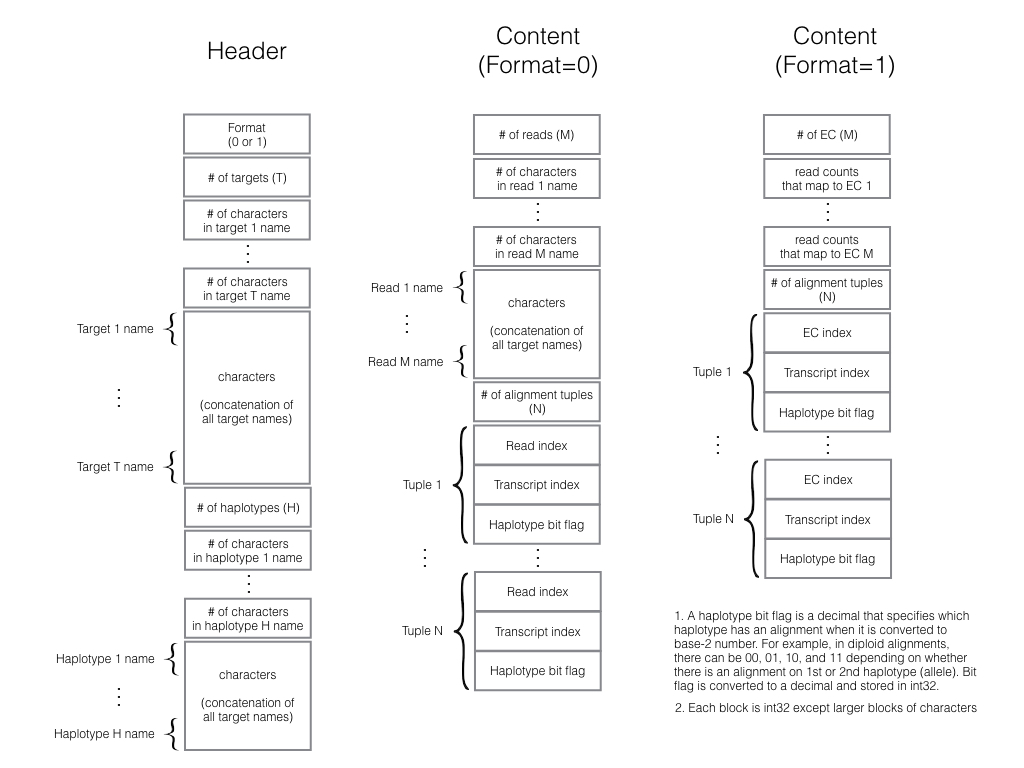 Header
Format
(0 or 1)
# of targets (T)
# of characters
in target 1 name
# of characters
in target T name
Target 1 name
characters
(concatenation of
all target names)
Target T name
# of haplotypes (H)
# of characters
in haplotype 1 name
# of characters
in haplotype H name
Haplotype 1 name
characters
(concatenation of
all target names)
Haplotype H name
Content
(Format=0)
# of reads (M)
# of characters
in read 1 name
# of characters
in read M name
Read 1 name
characters
(concatenation of
all target names)
Read M name
# of alignment tuples
(N)
Read index
Tuple 1
Transcript index
Haplotype bit flag
Read index
Tuple N
Transcript index
Haplotype bit flag
Content
(Format=1)
# of EC (M)
read counts
that map to EC 1
read counts
that map to EC M
# of alignment tuples
(N)
EC index
Tuple 1
Transcript index
Haplotype bit flag
EC index
Tuple N
Transcript index
Haplotype bit flag
1. A haplotype bit flag is a decimal that specifies which
haplotype has an alignment when it is converted to
base-2 number. For example, in diploid alignments,
there can be 00, 01, 10, and 11 depending on whether
there is an alignment on 1st or 2nd haplotype (allele). Bit
flag is converted to a decimal and stored in int32.
2. Each block is int32 except larger blocks of characters